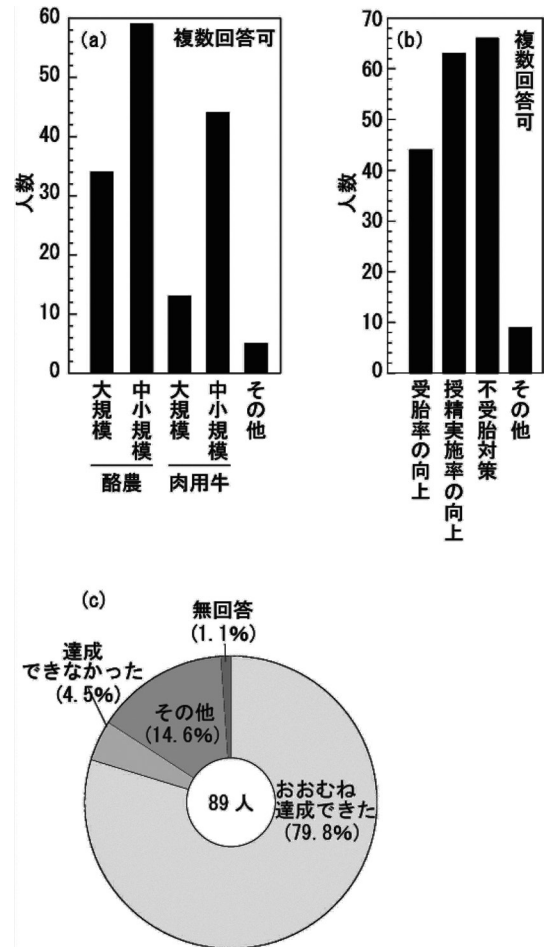 (a) 複数回答可
60
50
40
30
20
10
0
人数
大規模
中小規模
大規模
中小規模
その他
酪農
肉用牛
(b)
複数回答可
70
60
50
40
30
20
10
0
人数
受胎率の向上
授精実施率の向上
不受胎対策
その他
(c)
無回答
(1.1%)
達成
できなかった
(4.5%)
その他
(14.6%)
89 人
おおむね
達成できた
(79.8%)